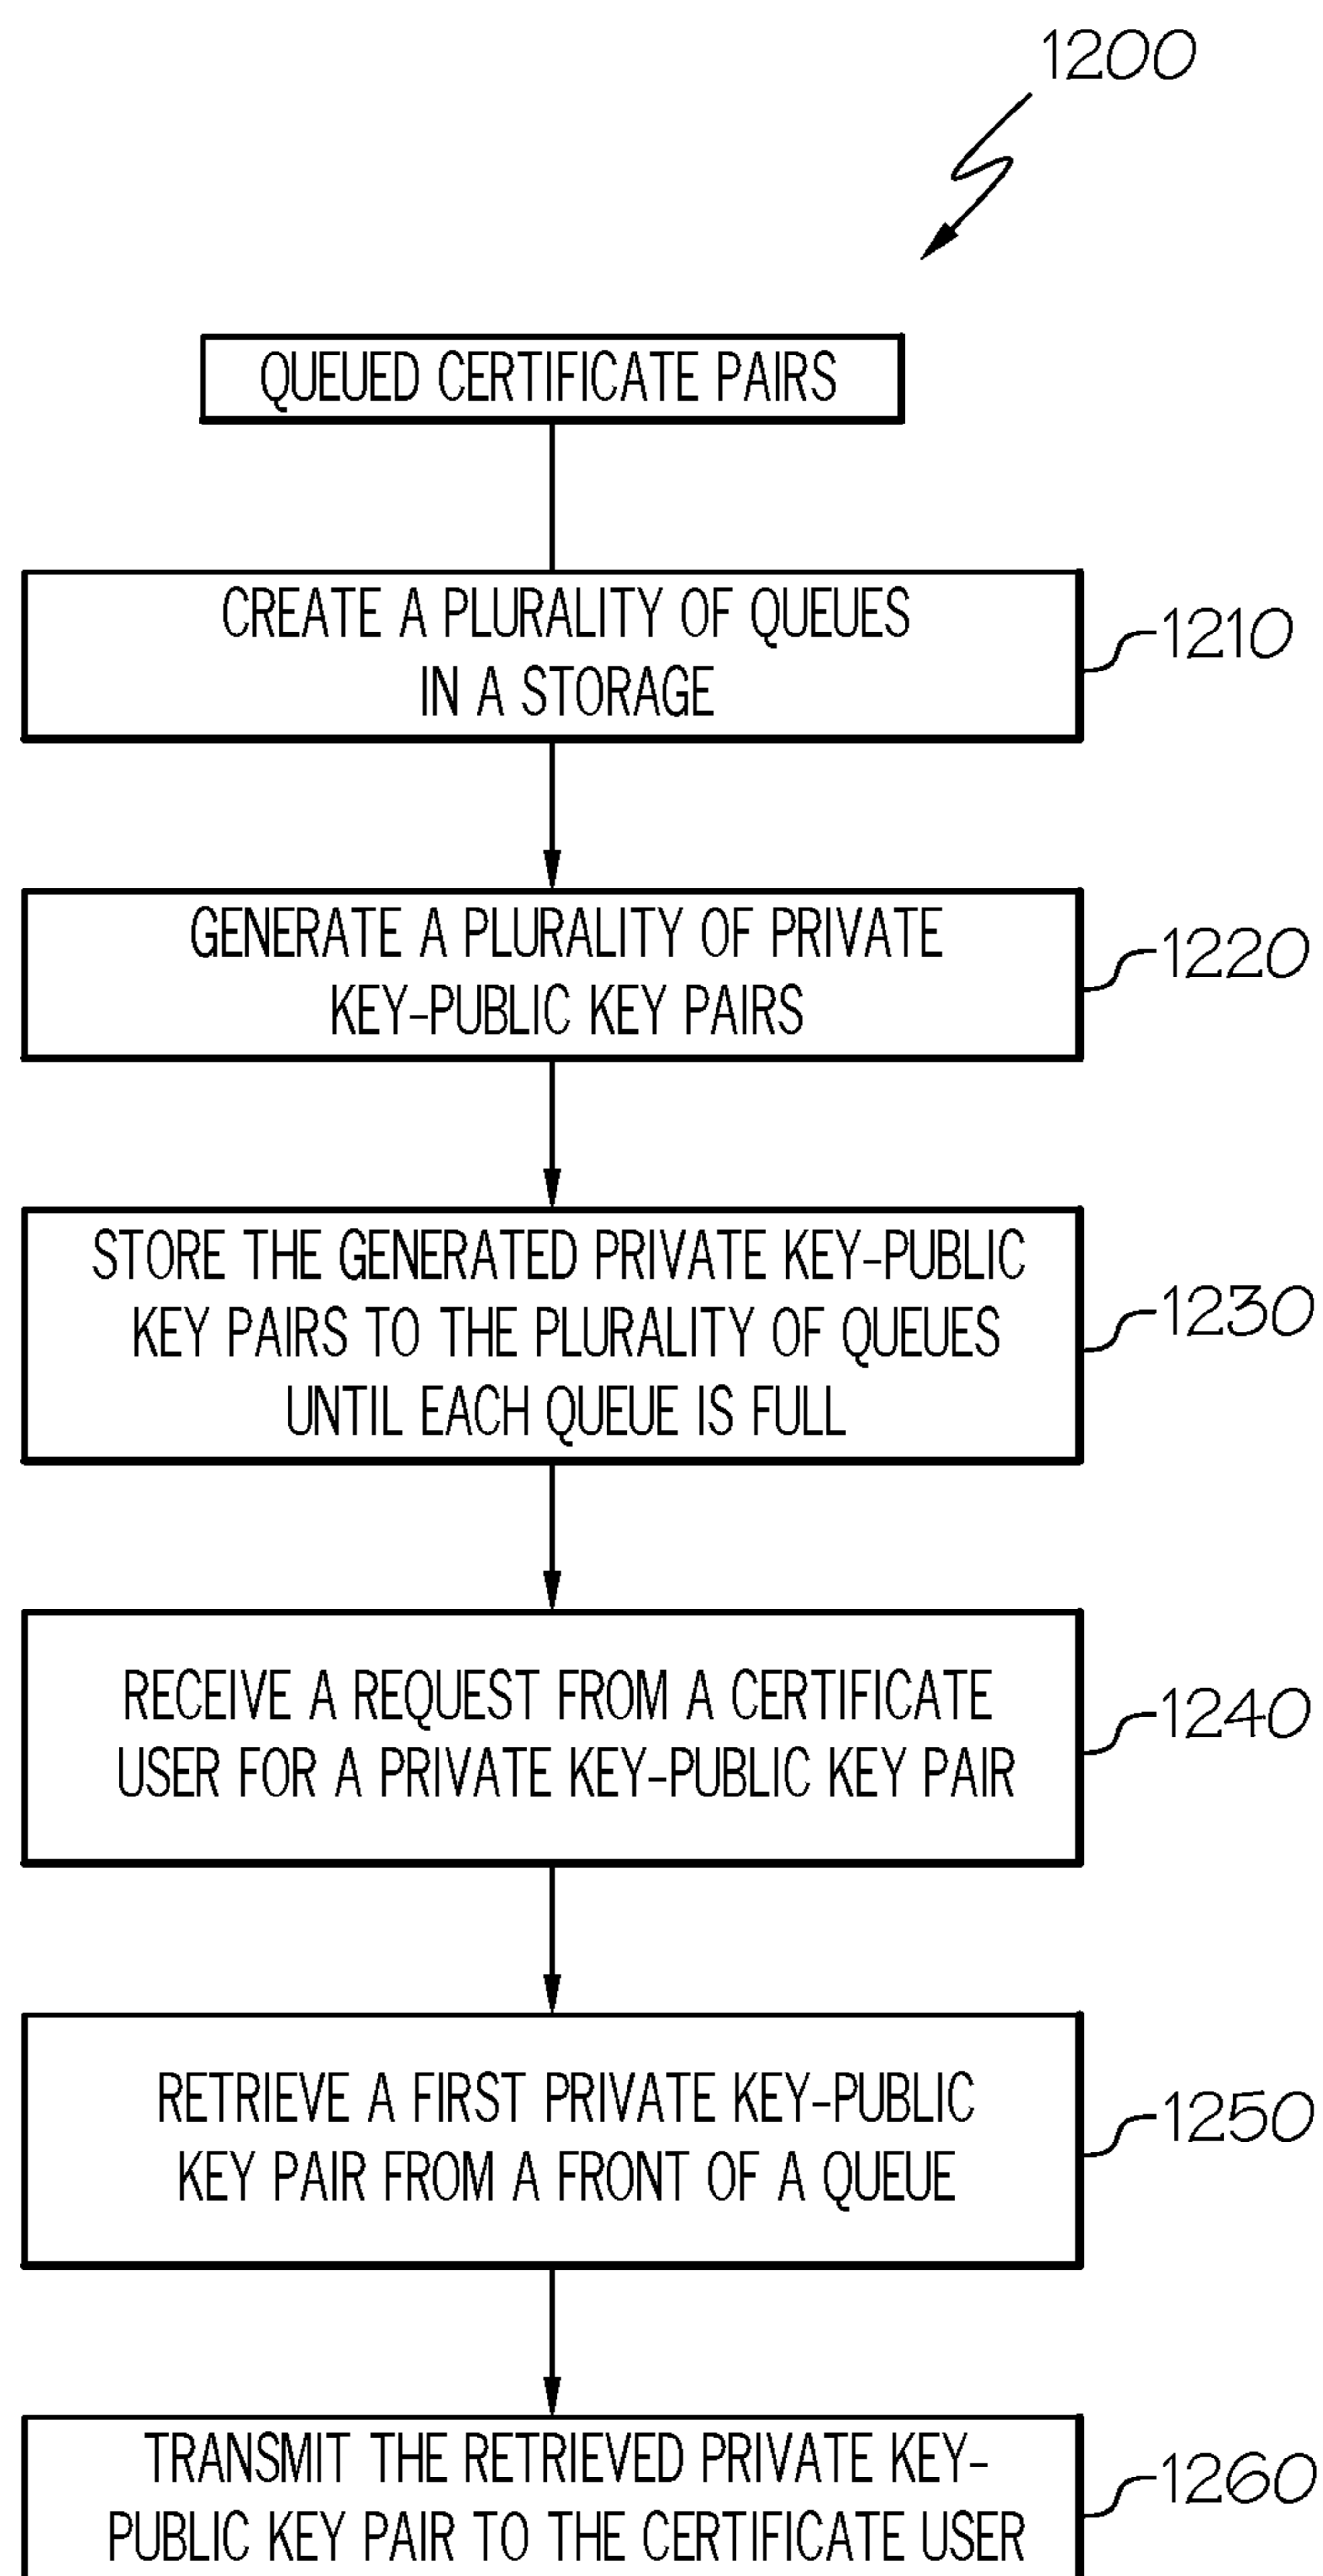 1200
QUEUED CERTIFICATE PAIRS
CREATE A PLURALITY OF QUEUES
IN A STORAGE
1210
GENERATE A PLURALITY OF PRIVATE
KEY-PUBLIC KEY PAIRS
1220
STORE THE GENERATED PRIVATE KEY-PUBLIC
KEY PAIRS TO THE PLURALITY OF QUEUES
UNTIL EACH QUEUE IS FULL
1230
RECEIVE A REQUEST FROM A CERTIFICATE
USER FOR A PRIVATE KEY-PUBLIC KEY PAIR
1240
RETRIEVE A FIRST PRIVATE KEY-PUBLIC
KEY PAIR FROM A FRONT OF A QUEUE
1250
TRANSMIT THE RETRIEVED PRIVATE KEY-
PUBLIC KEY PAIR TO THE CERTIFICATE USER
1260